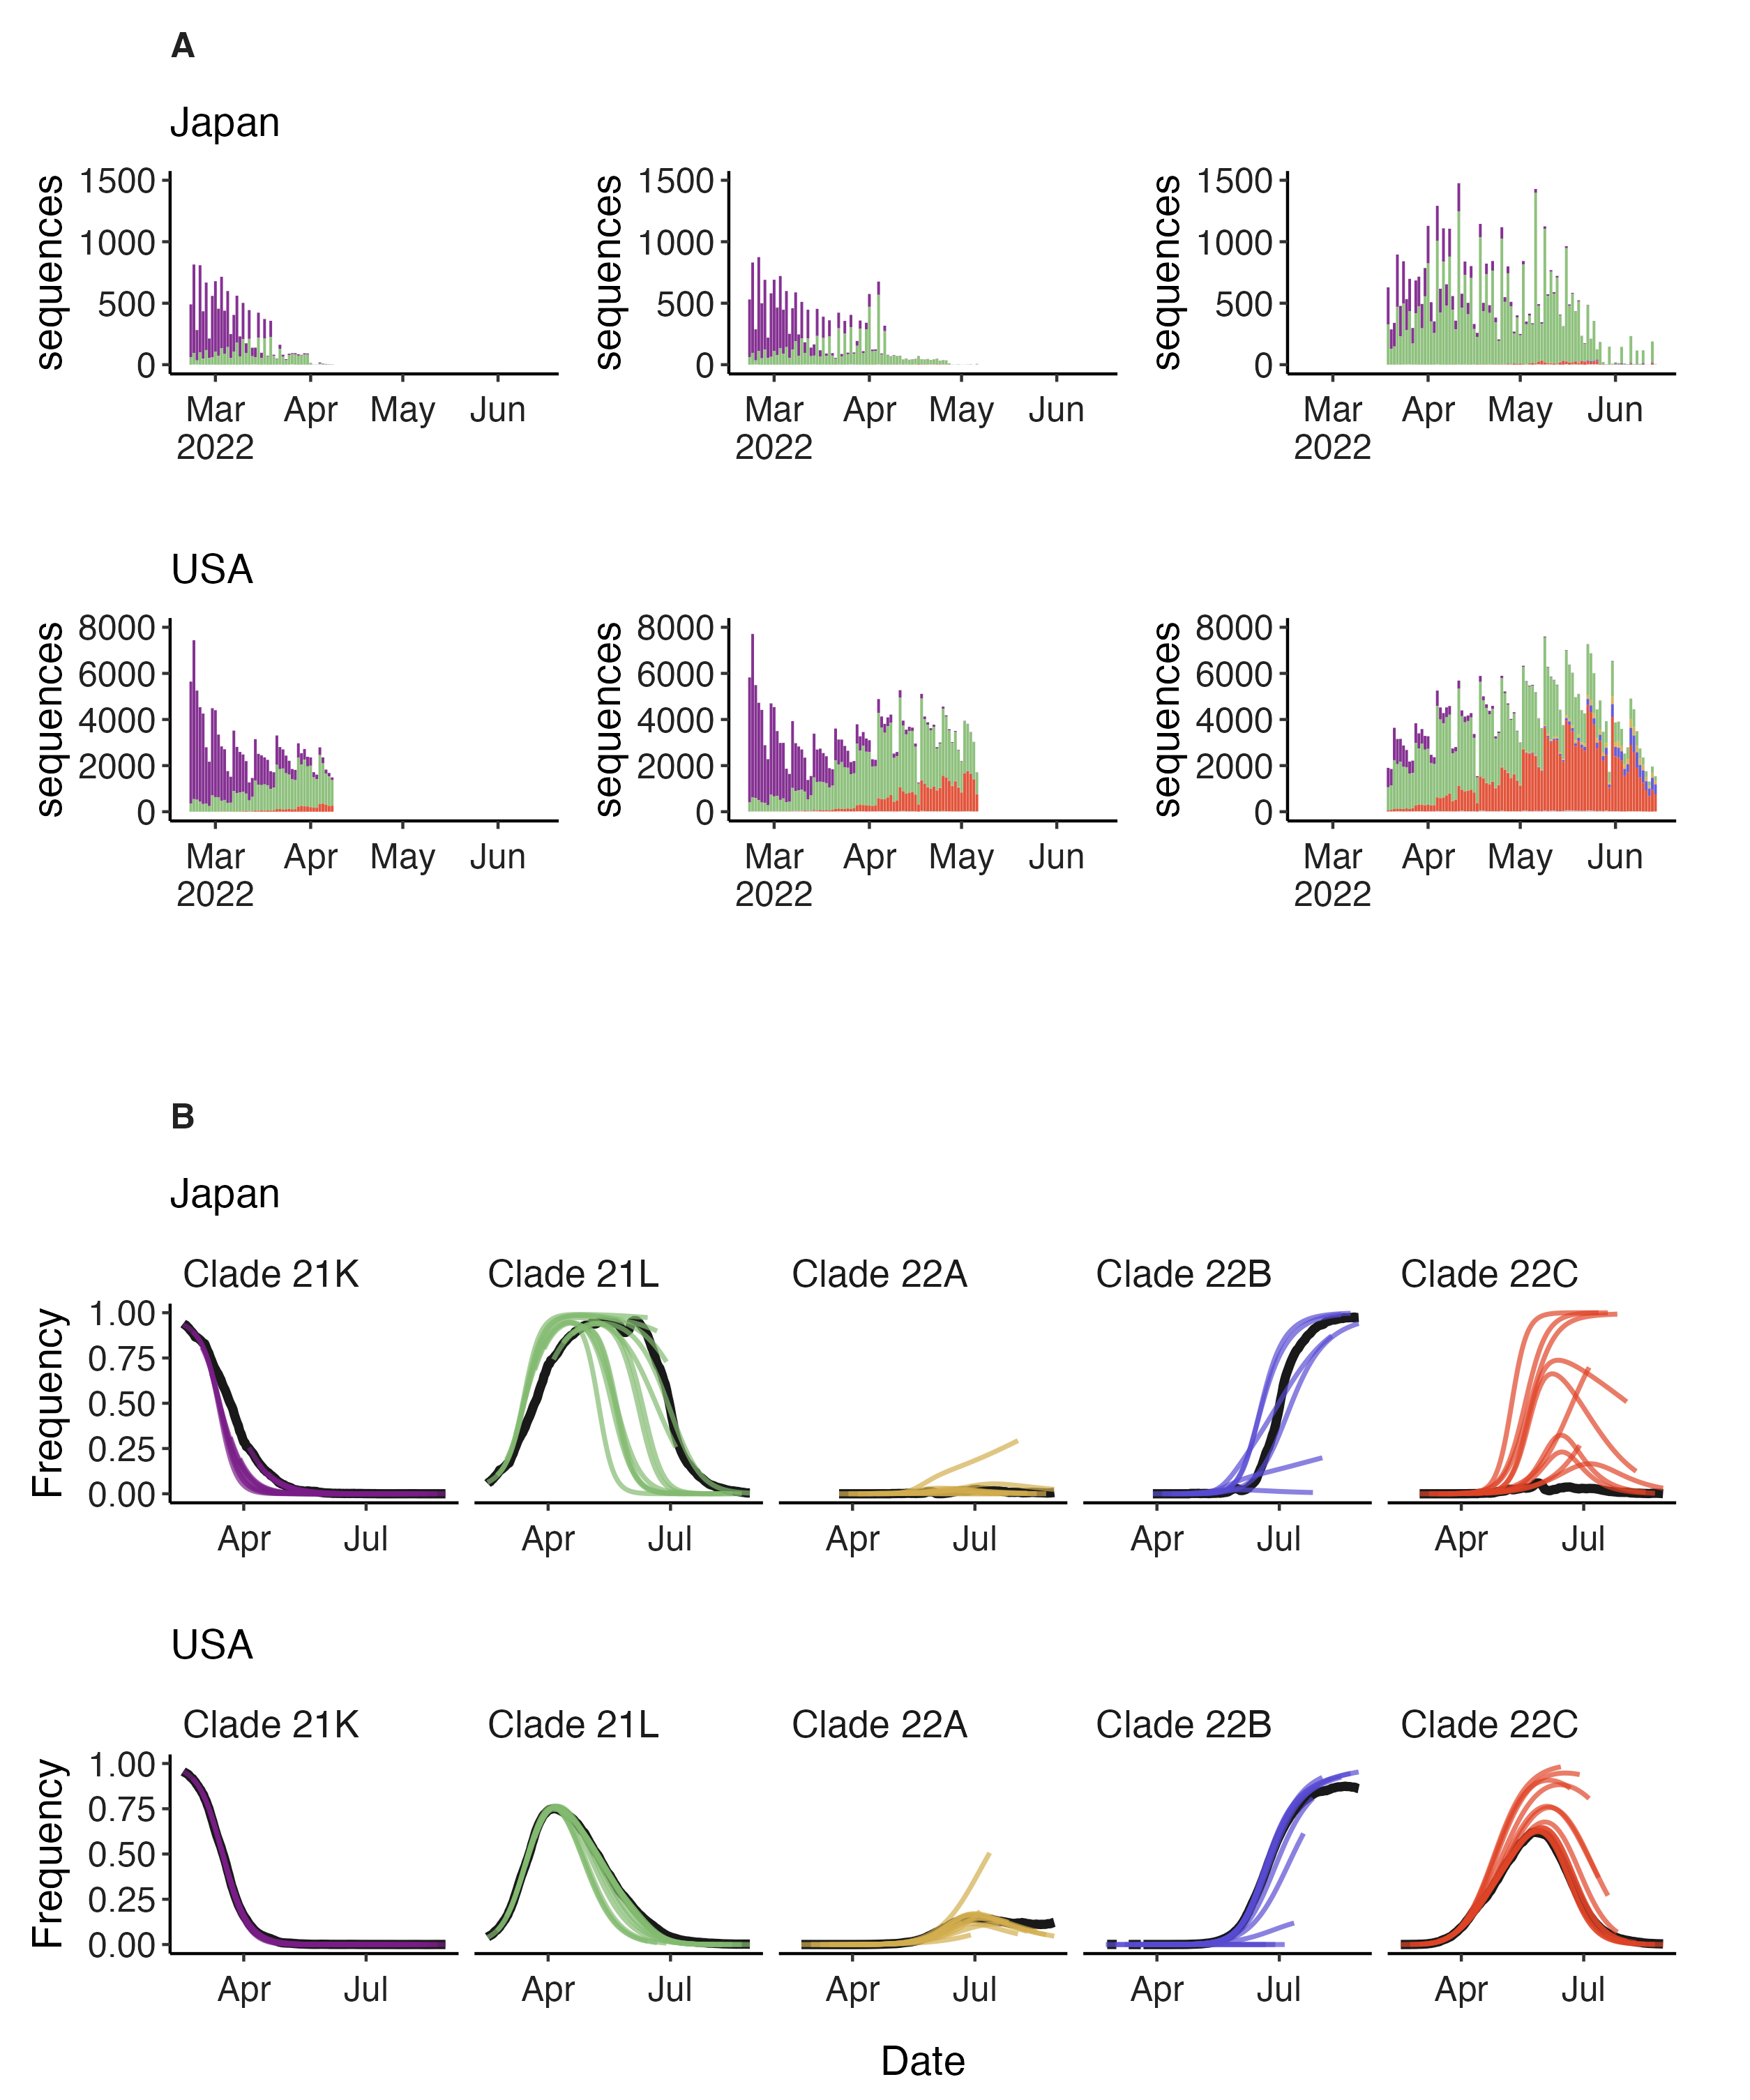 A
Japan
sequences 1500 1000 500 0 Mar Apr May Jun 2022
sequences 1500 1000 500 0 Mar Apr May Jun 2022
sequences 1500 1000 500 0 Mar Apr May Jun 2022
USA
sequences 8000 6000 4000 2000 0 Mar Apr May Jun 2022
sequences 8000 6000 4000 2000 0 Mar Apr May Jun 2022
sequences 8000 6000 4000 2000 0 Mar Apr May Jun 2022
B
Japan
Clade 21K Clade 21L Clade 22A Clade 22B Clade 22C
Frequency
1.00
0.75
0.50
0.25
0.00
Apr Jul Apr Jul Apr Jul Apr Jul Apr Jul
USA
Clade 21K Clade 21L Clade 22A Clade 22B Clade 22C
Frequency
1.00
0.75
0.50
0.25
0.00
Apr Jul Apr Jul Apr Jul Apr Jul Apr Jul
Date